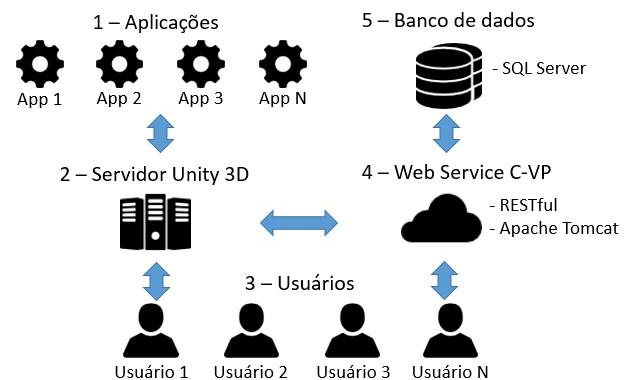 1 – Aplicações
App 1
App 2
App 3
App N
5 – Banco de dados
- SQL Server
2 – Servidor Unity 3D
4 – Web Service C-VP
- RESTful
- Apache Tomcat
3 – Usuários
Usuário 1
Usuário 2
Usuário 3
Usuário N